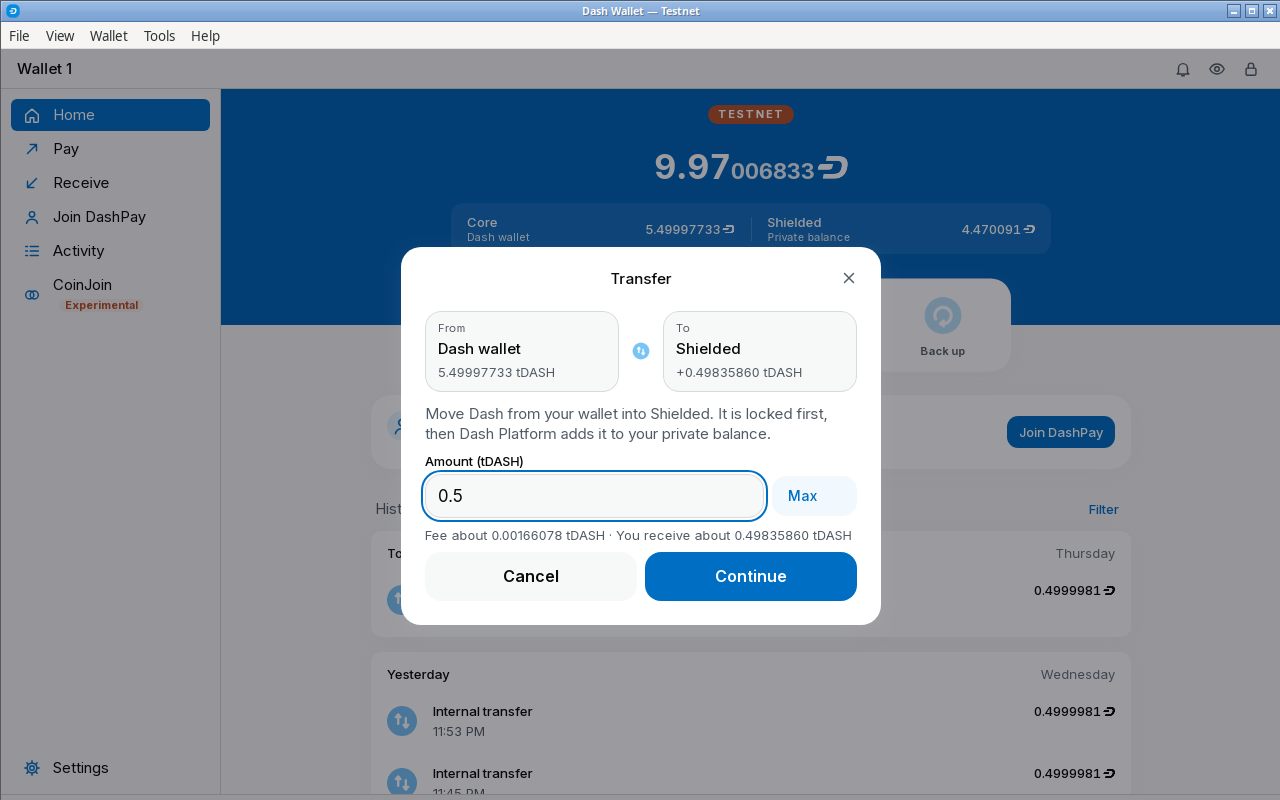 Dash Wallet — Testnet
File View Wallet Tools Help
Wallet 1
Home
Pay
Receive
Join DashPay
Activity
CoinJoin
Experimental
Settings
TESTNET
9.97006833
Core
Dash wallet
5.49997733
Shielded
Private balance
4.470091
Back up
Join DashPay
Transfer
From
Dash wallet
5.49997733 tDASH
To
Shielded
+0.49835860 tDASH
Move Dash from your wallet into Shielded. It is locked first,
then Dash Platform adds it to your private balance.
Amount (tDASH)
0.5
Max
Fee about 0.00166078 tDASH · You receive about 0.49835860 tDASH
Cancel
Continue
Filter
Thursday
0.4999981
Yesterday
Wednesday
Internal transfer
0.4999981
11:53 PM
Internal transfer
0.4999981
11:45 PM